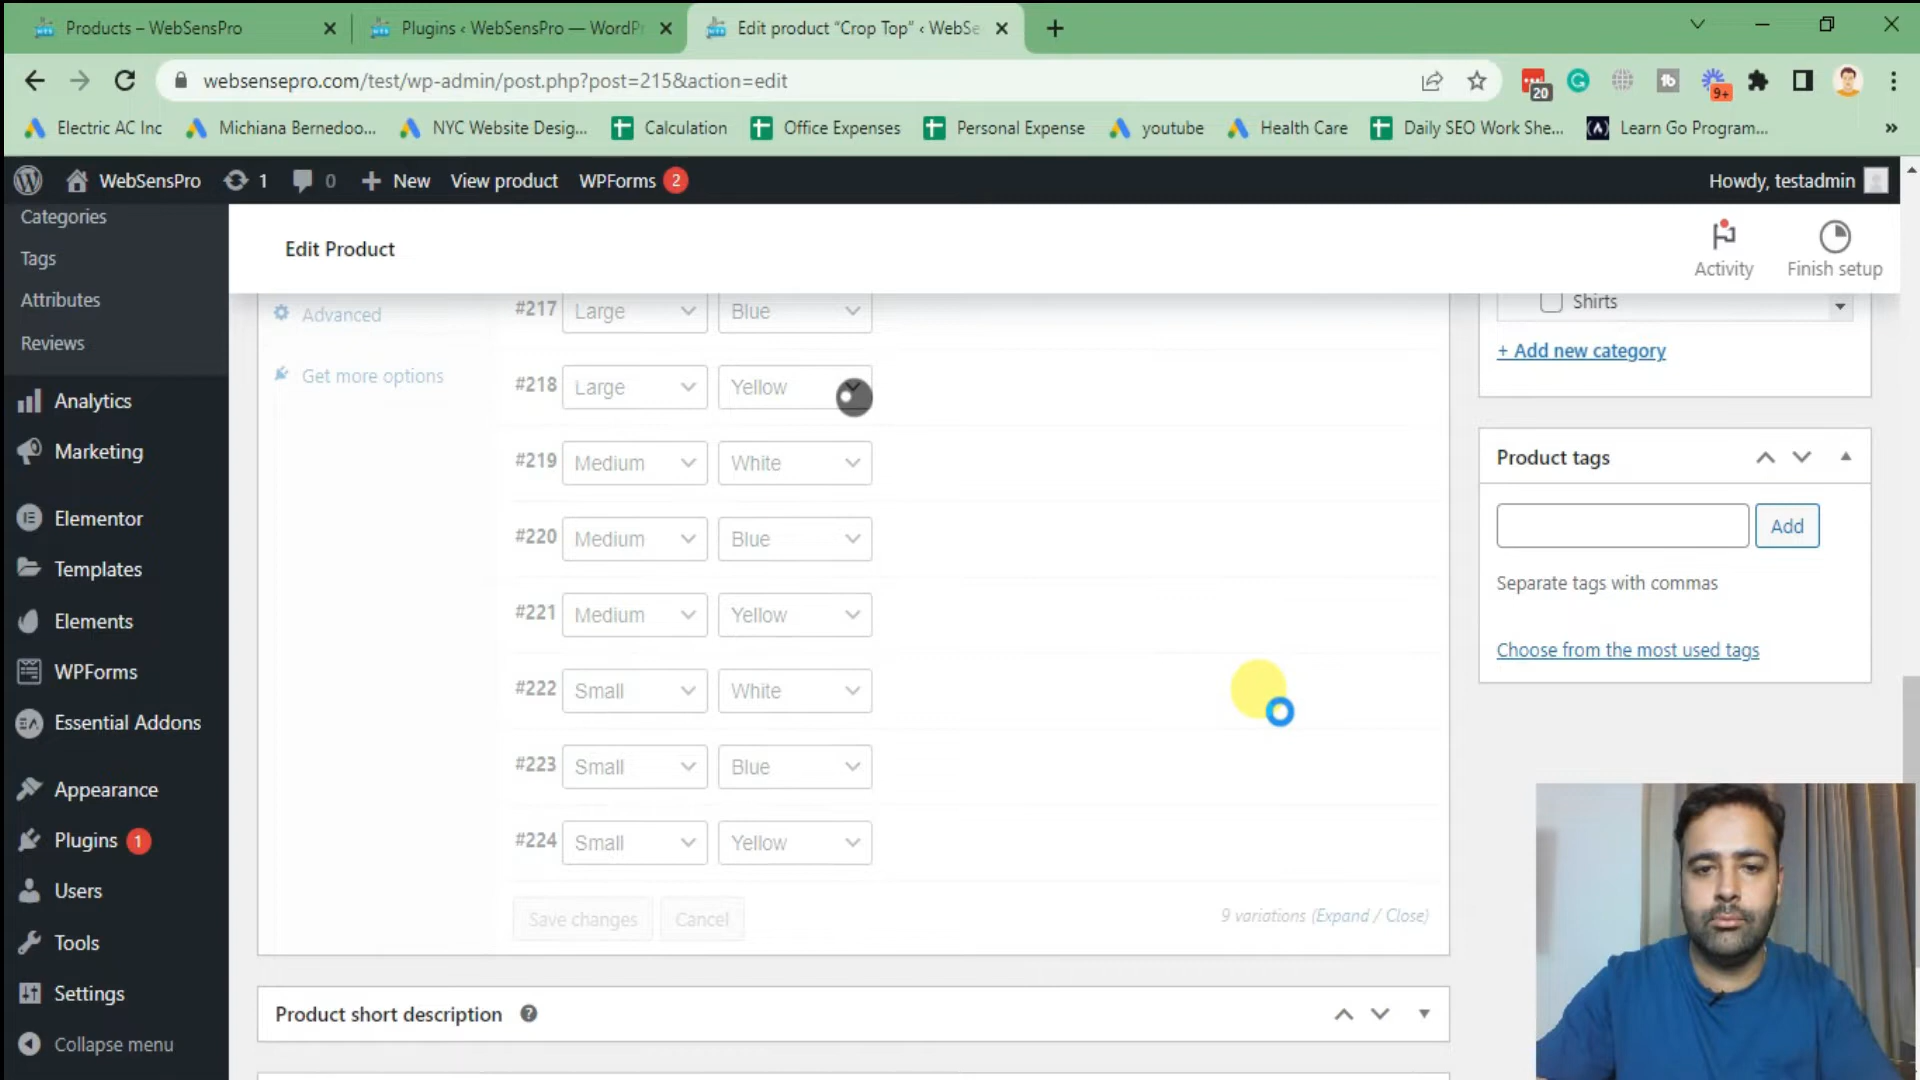 Products – WebSensPro
Plugins ‹ WebSensPro — WordPr
Edit product “Crop Top” ‹ WebSe
websensepro.com/test/wp-admin/post.php?post=215&action=edit
20
9+
Electric AC Inc
Michiana Bernedoo...
NYC Website Desig...
Calculation
Office Expenses
Personal Expense
youtube
Health Care
Daily SEO Work She...
Learn Go Program...
»
WebSensPro
1
0
New
View product
WPForms 2
Howdy, testadmin
Categories
Tags
Attributes
Reviews
Analytics
Marketing
Elementor
Templates
Elements
WPForms
Essential Addons
Appearance
Plugins 1
Users
Tools
Settings
Collapse menu
Edit Product
Activity
Finish setup
Advanced
Get more options
#217 Large Blue
#218 Large Yellow
#219 Medium White
#220 Medium Blue
#221 Medium Yellow
#222 Small White
#223 Small Blue
#224 Small Yellow
Save changes
Cancel
9 variations (Expand / Close)
Product short description
Shirts
+ Add new category
Product tags
Add
Separate tags with commas
Choose from the most used tags